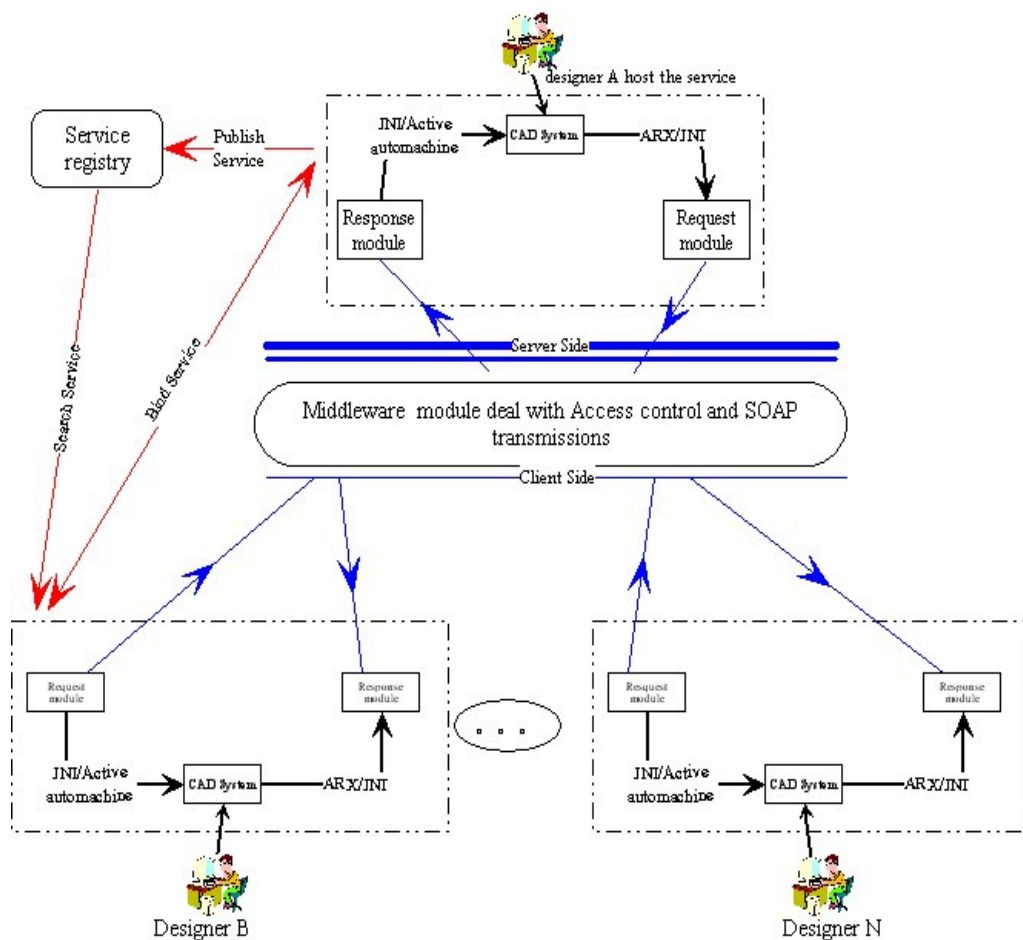 designer A host the service
JNI/Active
automachine
CAD System
ARX/JNI
Service
registry
Publish
Service
Response
module
Request
module
Search Service
Bind Service
Server Side
Middleware module deal with Access control and SOAP
transmissions
Client Side
Request
module
Response
module
JNI/Active
automachine
CAD System
ARX/JNI
Designer B
. . .
Request
module
Response
module
JNI/Active
automachine
CAD System
ARX/JNI
Designer N